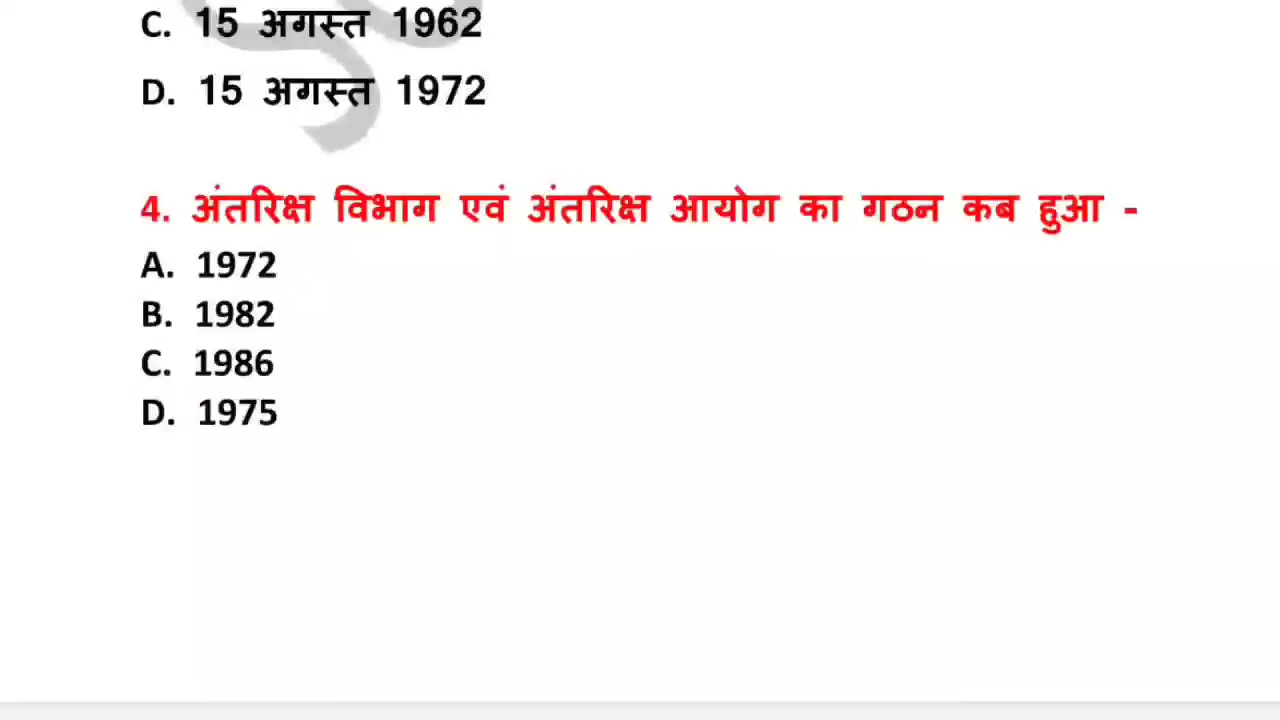 C. 15 अगस्त 1962
D. 15 अगस्त 1972
4. अंतरिक्ष विभाग एवं अंतरिक्ष आयोग का गठन कब हुआ -
A. 1972
B. 1982
C. 1986
D. 1975